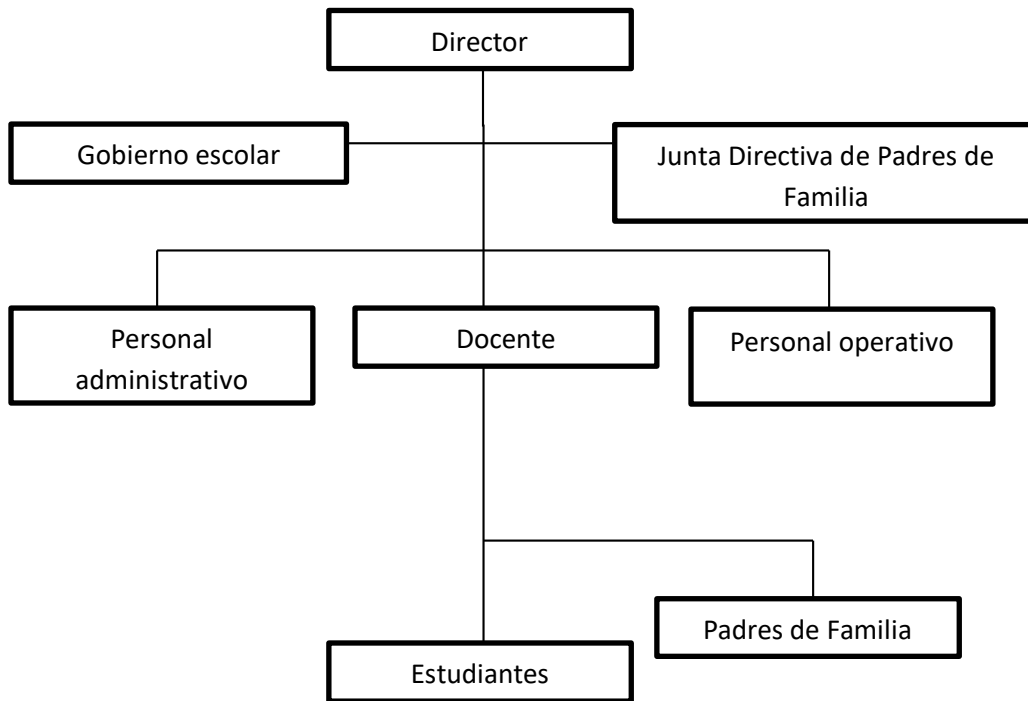 Director
Gobierno escolar
Junta Directiva de Padres de
Familia
Personal
administrativo
Docente
Personal operativo
Padres de Familia
Estudiantes